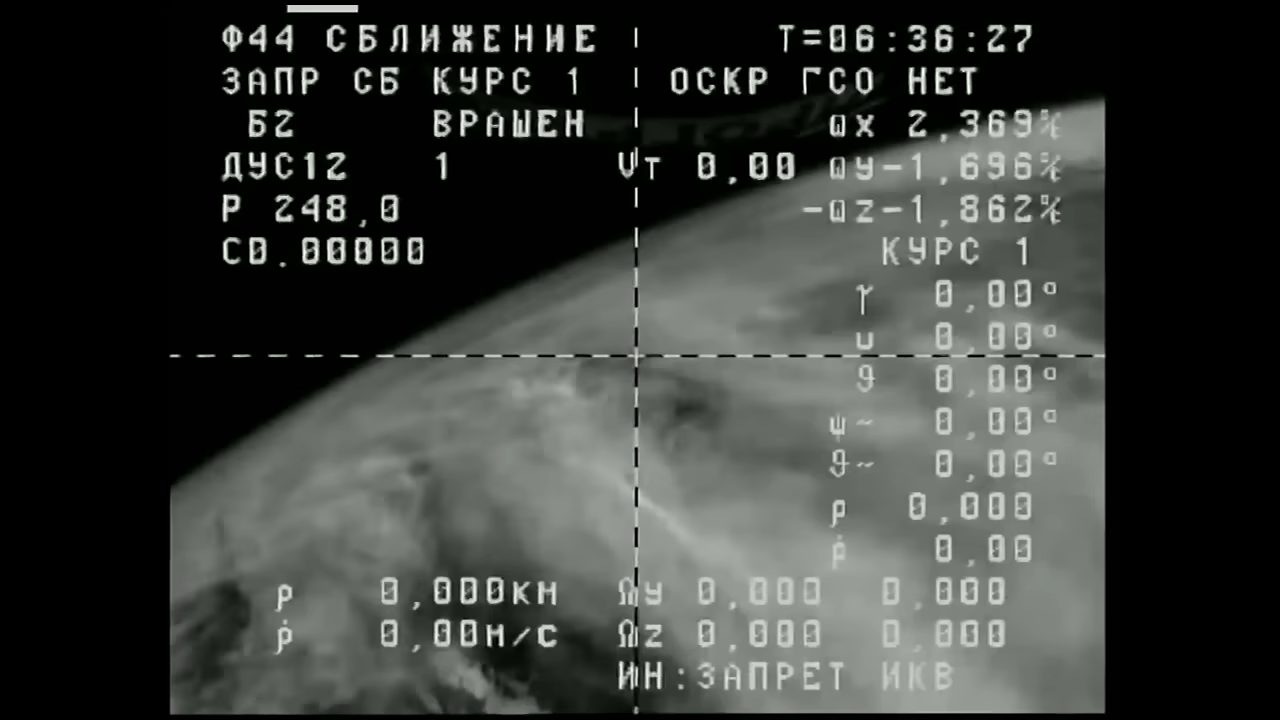 Ф44 СБЛИЖЕНИЕ T=06:36:27
ЗАПР СБ КУРС 1 ОСКР ГСО НЕТ
Б2 ВРАШЕН ωx 2,369%
ДУС12 1 VT 0,00 ωy-1,696%
P 248,0 -ωz-1,862%
C0.00000 КУРС 1
γ 0,00°
υ 0,00°
ϑ 0,00°
ψ~ 0,00°
ϑ~ 0,00°
ρ 0,000
ρ̇ 0,00
ρ 0,000КМ Ωy 0,000 0,000
ρ̇ 0,00М/С Ωz 0,000 0,000
ИН:ЗАПРЕТ ИКВ